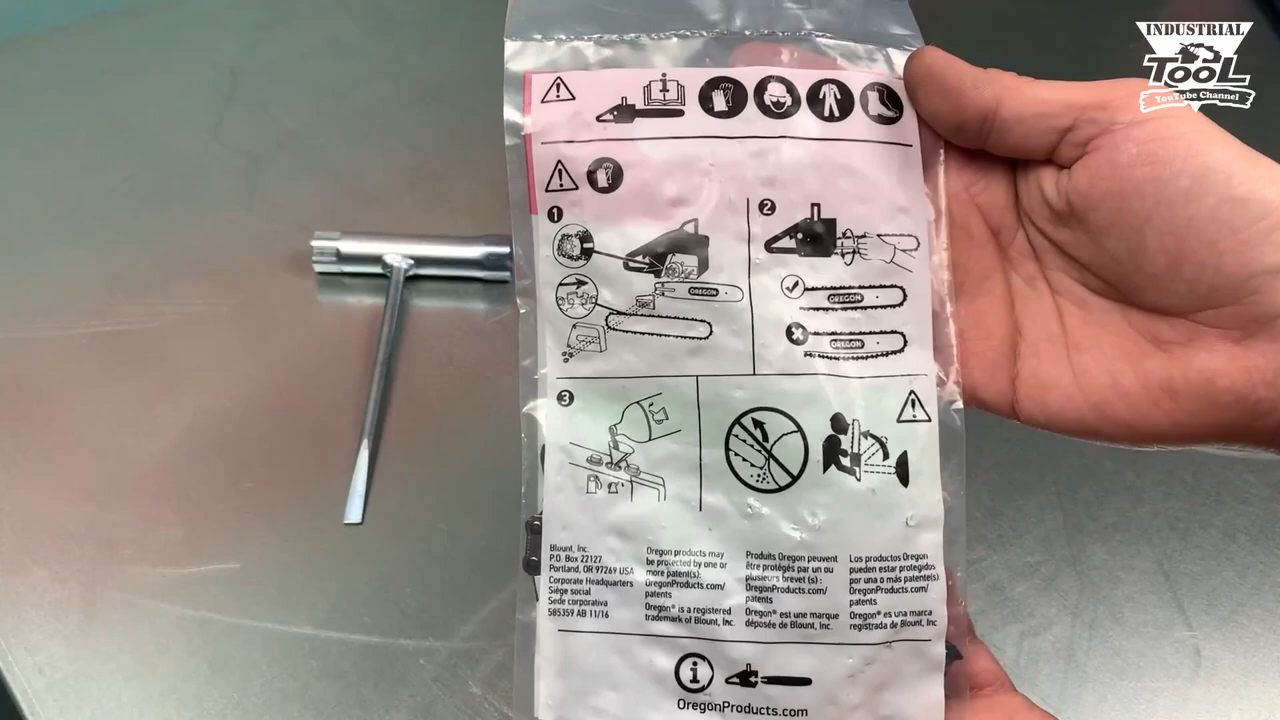 INDUSTRIAL
TOOL
YouTube Channel
1
2
OREGON
OREGON
OREGON
3
Blount, Inc.
P.O. Box 22127
Portland, OR 97269 USA
Corporate Headquarters
Siège social
Sede corporativa
585359 AB 11/16
Oregon products may
be protected by one or
more patent(s):
OregonProducts.com/
patents
Oregon® is a registered
trademark of Blount, Inc.
Produits Oregon peuvent
être protégés par un ou
plusieurs brevet (s) :
OregonProducts.com/
patents
Oregon® est une marque
déposée de Blount, Inc.
Los productos Oregon
pueden estar protegidos
por una o más patente(s)
OregonProducts.com/
patents
Oregon® es una marca
registrada de Blount, Inc
i
OregonProducts.com